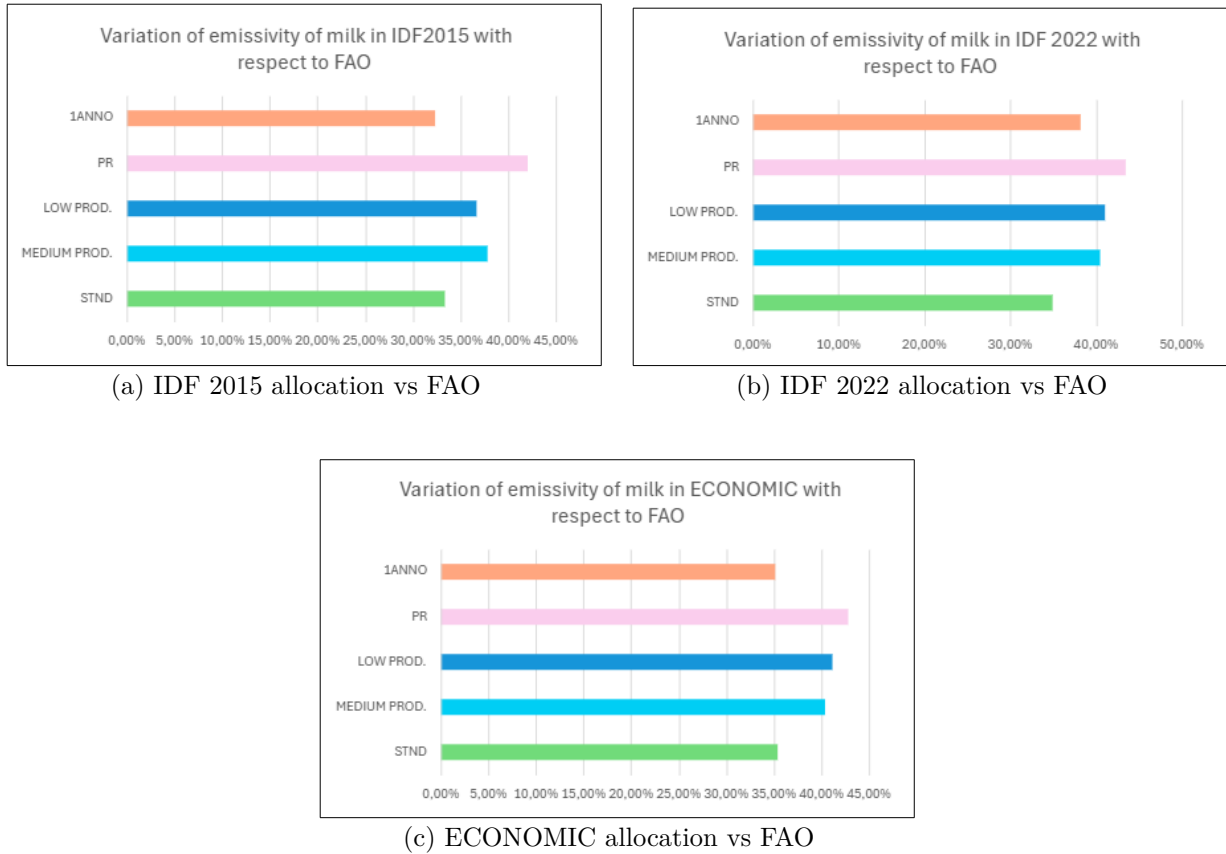 Variation of emissivity of milk in IDF2015 with
respect to FAO
1ANNO
PR
LOW PROD.
MEDIUM PROD.
STND
0,00% 5,00% 10,00% 15,00% 20,00% 25,00% 30,00% 35,00% 40,00% 45,00%
(a) IDF 2015 allocation vs FAO
Variation of emissivity of milk in IDF 2022 with
respect to FAO
1ANNO
PR
LOW PROD.
MEDIUM PROD.
STND
0,00% 10,00% 20,00% 30,00% 40,00% 50,00%
(b) IDF 2022 allocation vs FAO
Variation of emissivity of milk in ECONOMIC with
respect to FAO
1ANNO
PR
LOW PROD.
MEDIUM PROD.
STND
0,00% 5,00% 10,00% 15,00% 20,00% 25,00% 30,00% 35,00% 40,00% 45,00%
(c) ECONOMIC allocation vs FAO